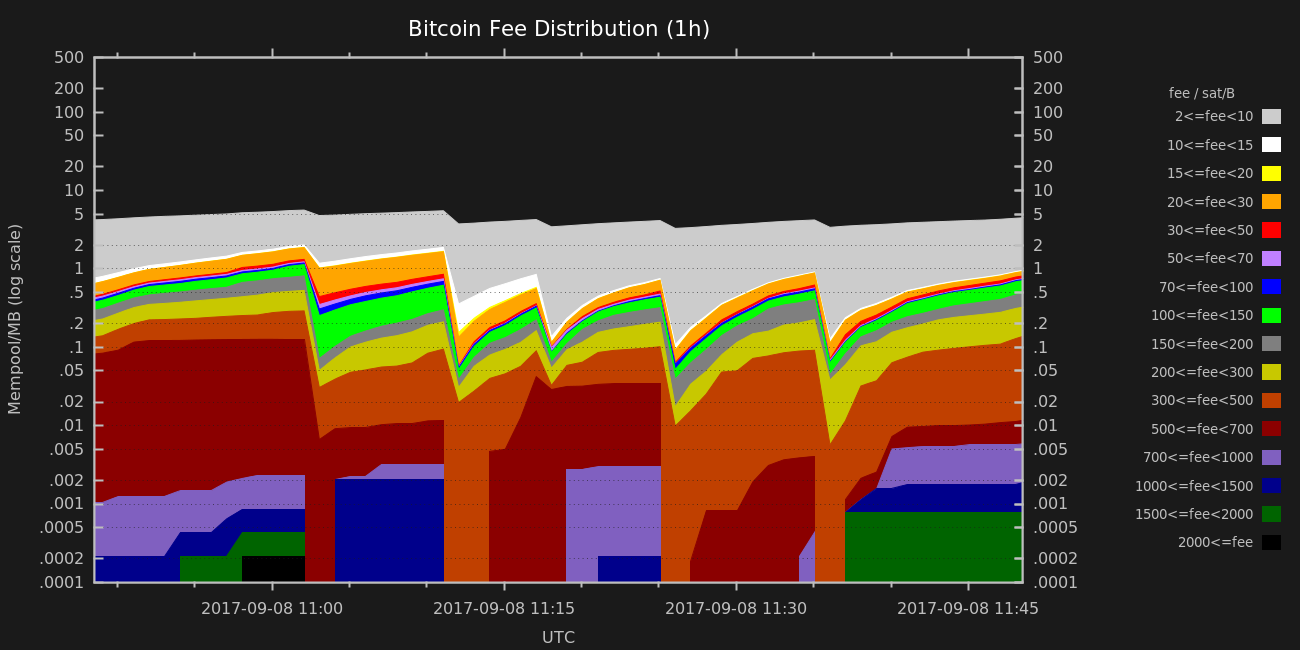 Bitcoin Fee Distribution (1h)
Mempool/MB (log scale)
500
200
100
50
20
10
5
2
1
.5
.2
.1
.05
.02
.01
.005
.002
.001
.0005
.0002
.0001
500
200
100
50
20
10
5
2
1
.5
.2
.1
.05
.02
.01
.005
.002
.001
.0005
.0002
.0001
2017-09-08 11:00
2017-09-08 11:15
2017-09-08 11:30
2017-09-08 11:45
UTC
fee / sat/B
2<=fee<10
10<=fee<15
15<=fee<20
20<=fee<30
30<=fee<50
50<=fee<70
70<=fee<100
100<=fee<150
150<=fee<200
200<=fee<300
300<=fee<500
500<=fee<700
700<=fee<1000
1000<=fee<1500
1500<=fee<2000
2000<=fee